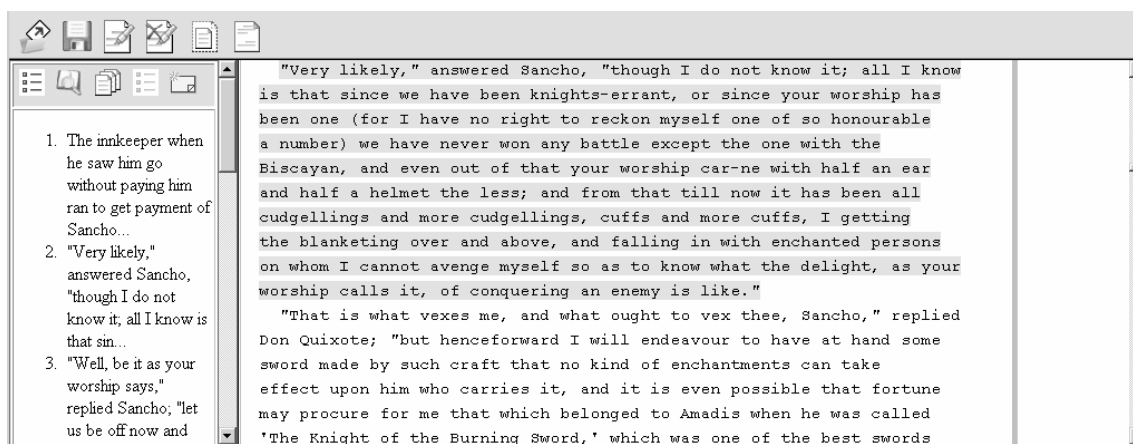 1. The innkeeper when
he saw him go
without paying him
ran to get payment of
Sancho...
2. "Very likely,"
answered Sancho,
"though I do not
know it; all I know is
that sin...
3. "Well, be it as your
worship says,"
replied Sancho; "let
us be off now and
"Very likely," answered Sancho, "though I do not know it; all I know
is that since we have been knights-errant, or since your worship has
been one (for I have no right to reckon myself one of so honourable
a number) we have never won any battle except the one with the
Biscayan, and even out of that your worship car-ne with half an ear
and half a helmet the less; and from that till now it has been all
cudgellings and more cudgellings, cuffs and more cuffs, I getting
the blanketing over and above, and falling in with enchanted persons
on whom I cannot avenge myself so as to know what the delight, as your
worship calls it, of conquering an enemy is like."
"That is what vexes me, and what ought to vex thee, Sancho," replied
Don Quixote; "but henceforward I will endeavour to have at hand some
sword made by such craft that no kind of enchantments can take
effect upon him who carries it, and it is even possible that fortune
may procure for me that which belonged to Amadis when he was called
'The Knight of the Burning Sword,' which was one of the best swords